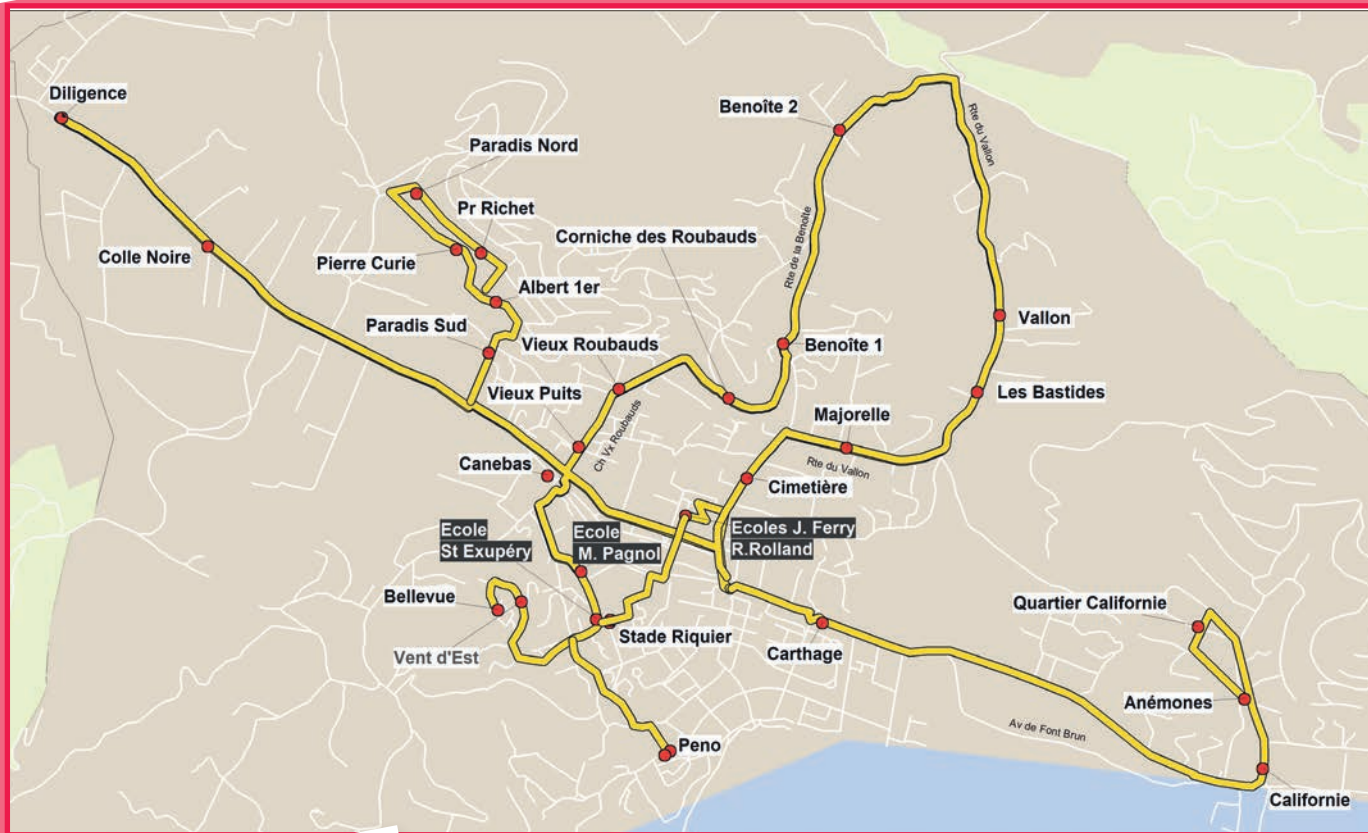 Diligence
Benoîte 2
Rte du Vallon
Paradis Nord
Pr Richet
Rte de la Benoîte
Corniche des Roubauds
Colle Noire
Pierre Curie
Albert 1er
Vallon
Paradis Sud
Vieux Roubauds
Benoîte 1
Vieux Puits
Les Bastides
Ch Vx Roubauds
Majorelle
Canebas
Rte du Vallon
Cimetière
Ecole
St Exupéry
Ecole
M. Pagnol
Ecoles J. Ferry
R.Rolland
Bellevue
Quartier Californie
Stade Riquier
Vent d'Est
Carthage
Anémones
Av de Font Brun
Peno
Californie